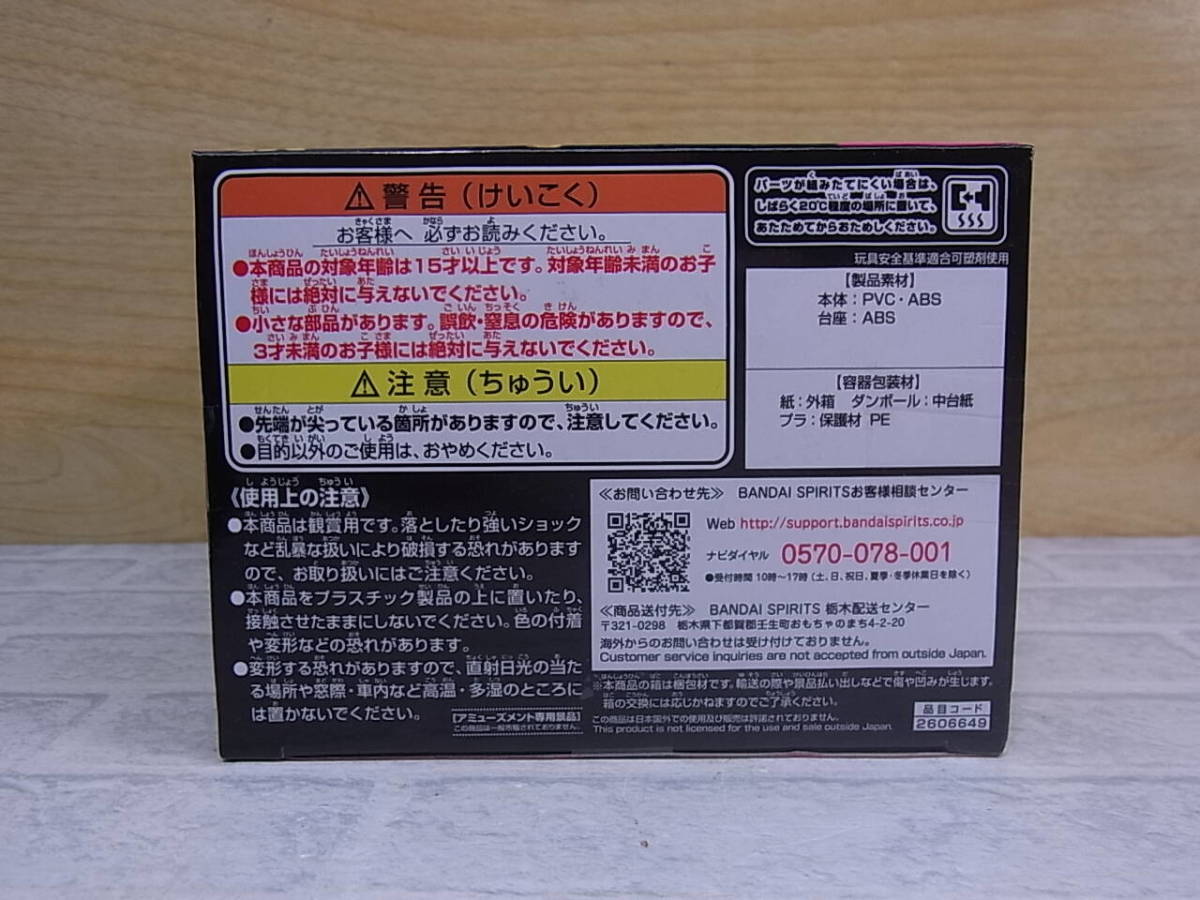 ⚠警告(けいこく)
お客様へ 必ずお読みください。
●本商品の対象年齢は15才以上です。対象年齢未満のお子
様には絶対に与えないでください。
●小さな部品があります。誤飲・窒息の危険がありますので、
3才未満のお子様には絶対に与えないでください。
⚠注意(ちゅうい)
●先端が尖っている箇所がありますので、注意してください。
●目的以外のご使用は、おやめください。
《使用上の注意》
●本商品は観賞用です。落としたり強いショック
など乱暴な扱いにより破損する恐れがあります
ので、お取り扱いにはご注意ください。
●本商品をプラスチック製品の上に置いたり、
接触させたままにしないでください。色の付着
や変形などの恐れがあります。
●変形する恐れがありますので、直射日光の当た
る場所や窓際・車内など高温・多湿のところに
は置かないでください。
[アミューズメント専用景品]
この商品は一般市販されておりません。
パーツが組みたてにくい場合は、
しばらく20℃程度の場所に置いて、
あたためてからおためしください。
玩具安全基準適合可塑剤使用
【製品素材】
本体:PVC・ABS
台座:ABS
【容器包装材】
紙:外箱 ダンボール:中台紙
プラ:保護材 PE
≪お問い合わせ先≫ BANDAI SPIRITSお客様相談センター
Web http://support.bandaispirits.co.jp
ナビダイヤル 0570-078-001
●受付時間 10時~17時(土、日、祝日、夏季・冬季休業日を除く)
≪商品送付先≫ BANDAI SPIRITS 栃木配送センター
〒321-0298 栃木県下都賀郡壬生町おもちゃのまち4-2-20
海外からのお問い合わせは受け付けておりません。
Customer service inquiries are not accepted from outside Japan.
※本商品の箱は梱包材です。輸送の際や景品払い出しなどで傷や凹みが生じます。
箱の交換には応じかねますのでご了承ください。
この商品は日本国外での使用及び販売は許諾されておりません。
This product is not licensed for the use and sale outside Japan.
品目コード
2606649